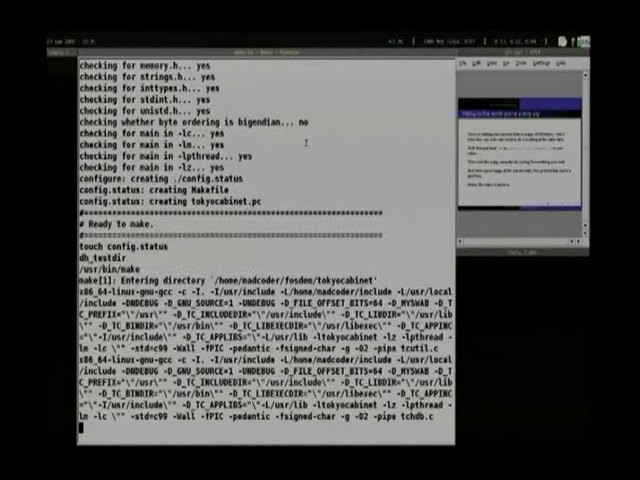 checking for memory.h... yes
checking for strings.h... yes
checking for inttypes.h... yes
checking for stdint.h... yes
checking for unistd.h... yes
checking whether byte ordering is bigendian... no
checking for main in -lc... yes
checking for main in -lm... yes
checking for main in -lpthread... yes
checking for main in -lz... yes
configure: creating ./config.status
config.status: creating Makefile
config.status: creating tokyocabinet.pc
#================================================================
# Ready to make.
#================================================================
touch config.status
dh_testdir
/usr/bin/make
make[1]: Entering directory `/home/madcoder/fosdem/tokyocabinet'
x86_64-linux-gnu-gcc -c -I. -I/usr/include -L/home/madcoder/include -L/usr/local
/include -DNDEBUG -D_GNU_SOURCE=1 -UNDEBUG -D_FILE_OFFSET_BITS=64 -D_MYSWAB -D_T
C_PREFIX="\"/usr\"" -D_TC_INCLUDEDIR="\"/usr/include\"" -D_TC_LIBDIR="\"/usr/lib
\"" -D_TC_BINDIR="\"/usr/bin\"" -D_TC_LIBEXECDIR="\"/usr/libexec\"" -D_TC_APPINC
="\"-I/usr/include\"" -D_TC_APPLIBS="\"-L/usr/lib -ltokyocabinet -lz -lpthread -
lm -lc \"" -std=c99 -Wall -fPIC -pedantic -fsigned-char -g -O2 -pipe tcutil.c
x86_64-linux-gnu-gcc -c -I. -I/usr/include -L/home/madcoder/include -L/usr/local
/include -DNDEBUG -D_GNU_SOURCE=1 -UNDEBUG -D_FILE_OFFSET_BITS=64 -D_MYSWAB -D_T
C_PREFIX="\"/usr\"" -D_TC_INCLUDEDIR="\"/usr/include\"" -D_TC_LIBDIR="\"/usr/lib
\"" -D_TC_BINDIR="\"/usr/bin\"" -D_TC_LIBEXECDIR="\"/usr/libexec\"" -D_TC_APPINC
="\"-I/usr/include\"" -D_TC_APPLIBS="\"-L/usr/lib -ltokyocabinet -lz -lpthread -
lm -lc \"" -std=c99 -Wall -fPIC -pedantic -fsigned-char -g -O2 -pipe tchdb.c